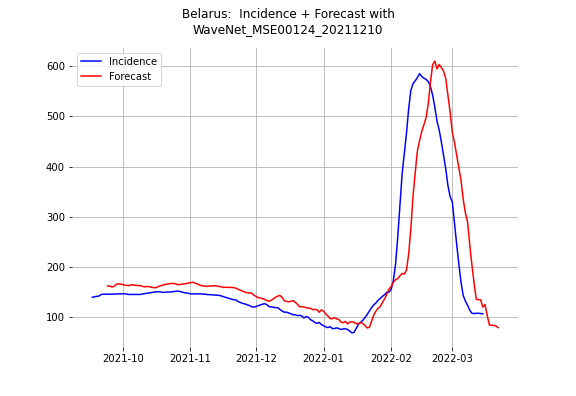 Belarus:  Incidence + Forecast with
WaveNet_MSE00124_20211210
Incidence
Forecast
600
500
400
300
200
100
2021-10 2021-11 2021-12 2022-01 2022-02 2022-03